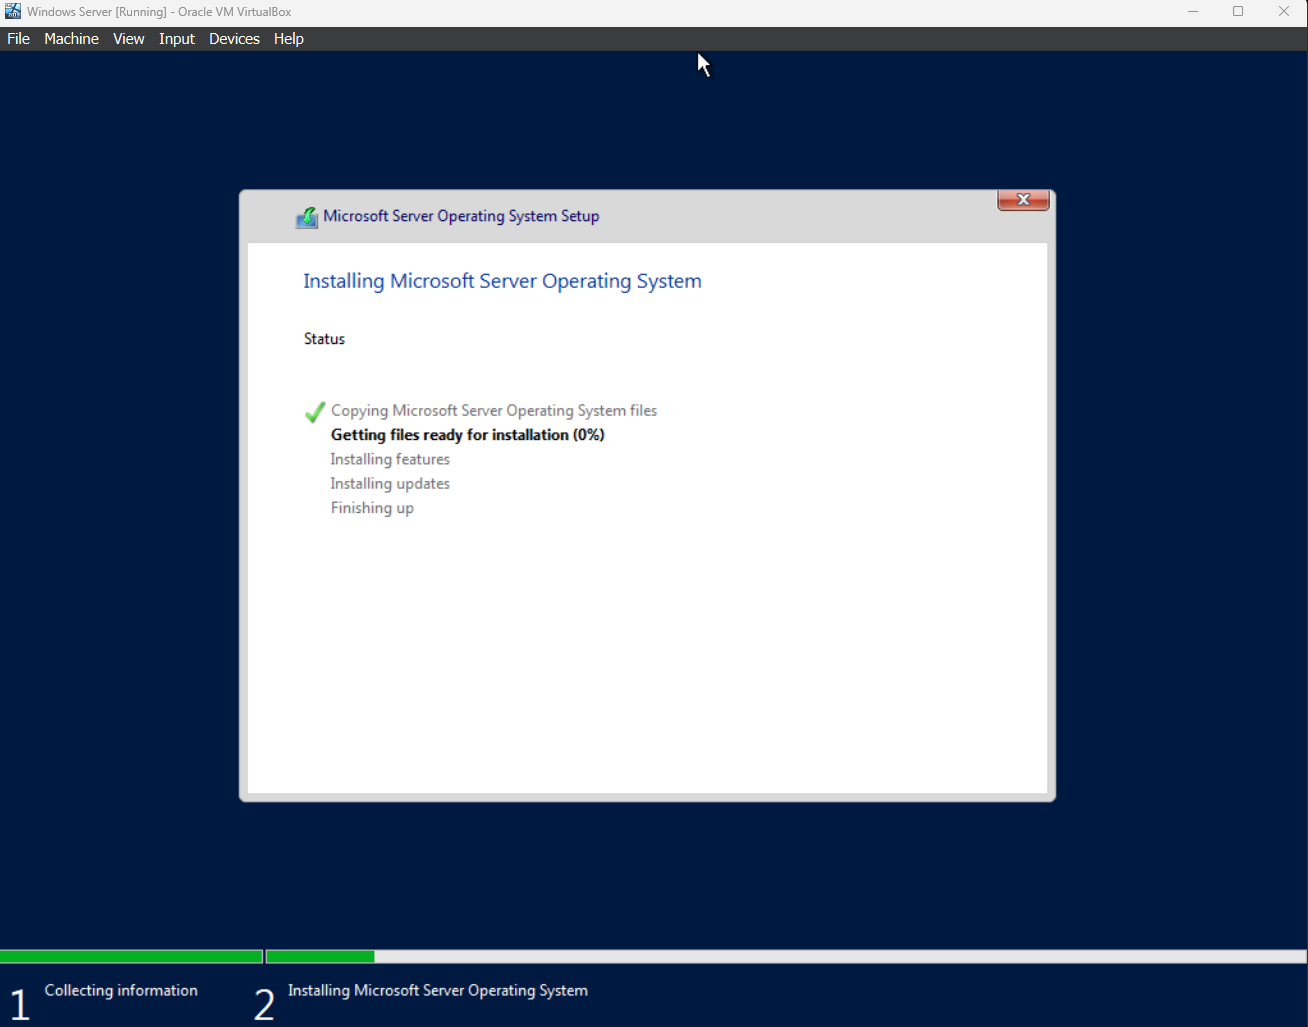 Windows Server [Running] - Oracle VM VirtualBox
File Machine View Input Devices Help
Microsoft Server Operating System Setup
Installing Microsoft Server Operating System
Status
Copying Microsoft Server Operating System files
Getting files ready for installation (0%)
Installing features
Installing updates
Finishing up
1 Collecting information 2 Installing Microsoft Server Operating System